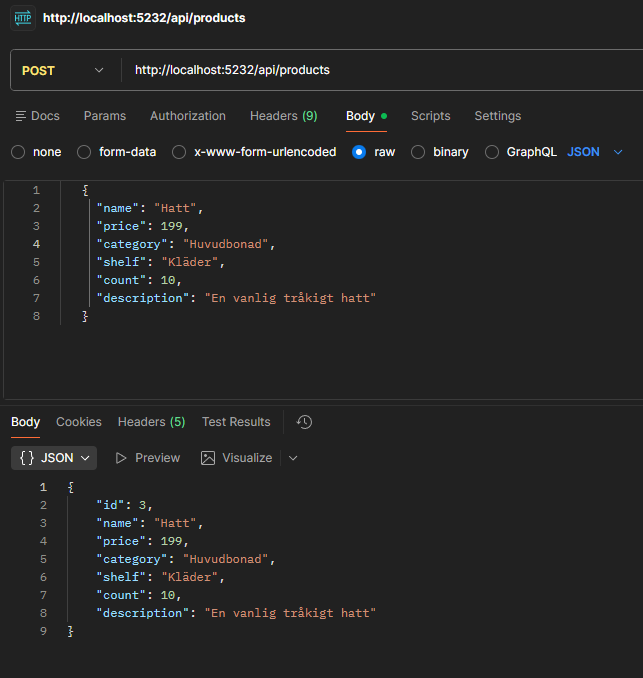 HTTP http://localhost:5232/api/products
POST http://localhost:5232/api/products
Docs Params Authorization Headers (9) Body Scripts Settings
none form-data x-www-form-urlencoded raw binary GraphQL JSON
1 {
2 "name": "Hatt",
3 "price": 199,
4 "category": "Huvudbonad",
5 "shelf": "Kläder",
6 "count": 10,
7 "description": "En vanlig tråkigt hatt"
8 }
Body Cookies Headers (5) Test Results
{} JSON Preview Visualize
1 {
2 "id": 3,
3 "name": "Hatt",
4 "price": 199,
5 "category": "Huvudbonad",
6 "shelf": "Kläder",
7 "count": 10,
8 "description": "En vanlig tråkigt hatt"
9 }